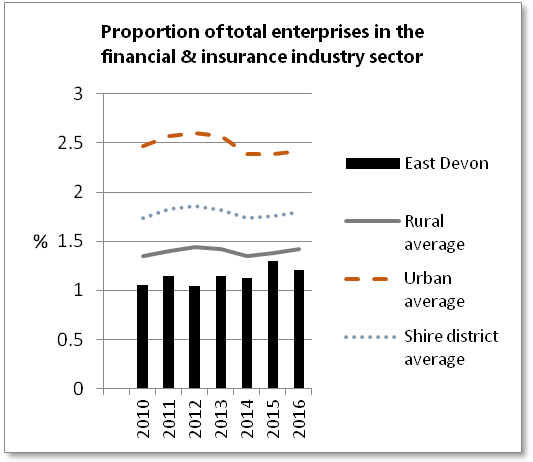 Proportion of total enterprises in the
financial & insurance industry sector
3
2.5
2
1.5
1
0.5
0
%
2010
2011
2012
2013
2014
2015
2016
East Devon
Rural
average
Urban
average
Shire district
average